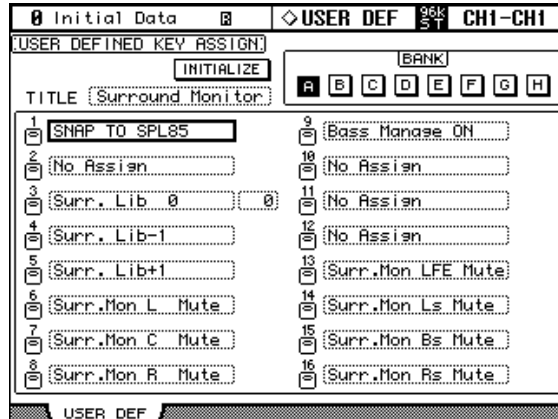 0 Initial Data R ◇USER DEF 96K ST CH1-CH1
USER DEFINED KEY ASSIGN
BANK
INITIALIZE
A B C D E F G H
TITLE Surround Monitor
1 SNAP TO SPL85
2 No Assign
3 Surr. Lib 0 0
4 Surr. Lib-1
5 Surr. Lib+1
6 Surr.Mon L Mute
7 Surr.Mon C Mute
8 Surr.Mon R Mute
9 Bass Manage ON
10 No Assign
11 No Assign
12 No Assign
13 Surr.Mon LFE Mute
14 Surr.Mon Ls Mute
15 Surr.Mon Bs Mute
16 Surr.Mon Rs Mute
USER DEF